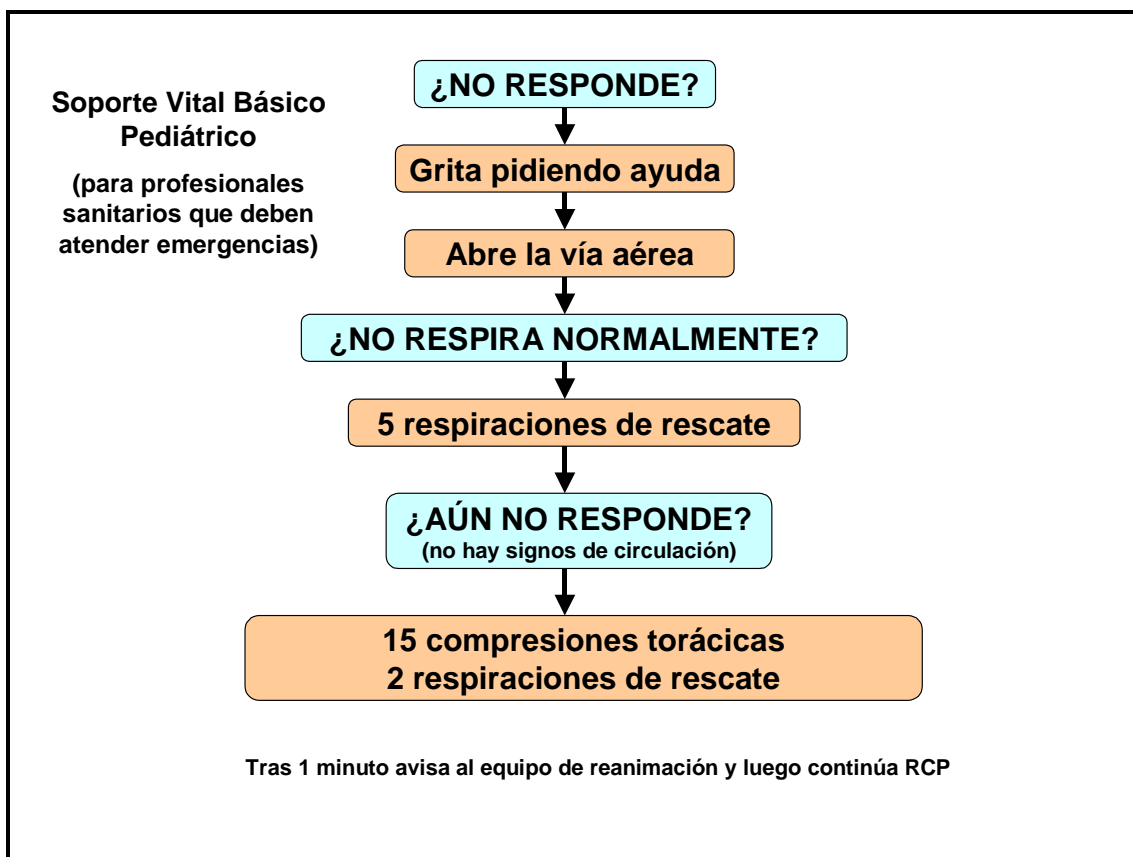 Soporte Vital Básico
Pediátrico
(para profesionales
sanitarios que deben
atender emergencias)
¿NO RESPONDE?
Grita pidiendo ayuda
Abre la vía aérea
¿NO RESPIRA NORMALMENTE?
5 respiraciones de rescate
¿AÚN NO RESPONDE?
(no hay signos de circulación)
15 compresiones torácicas
2 respiraciones de rescate
Tras 1 minuto avisa al equipo de reanimación y luego continúa RCP